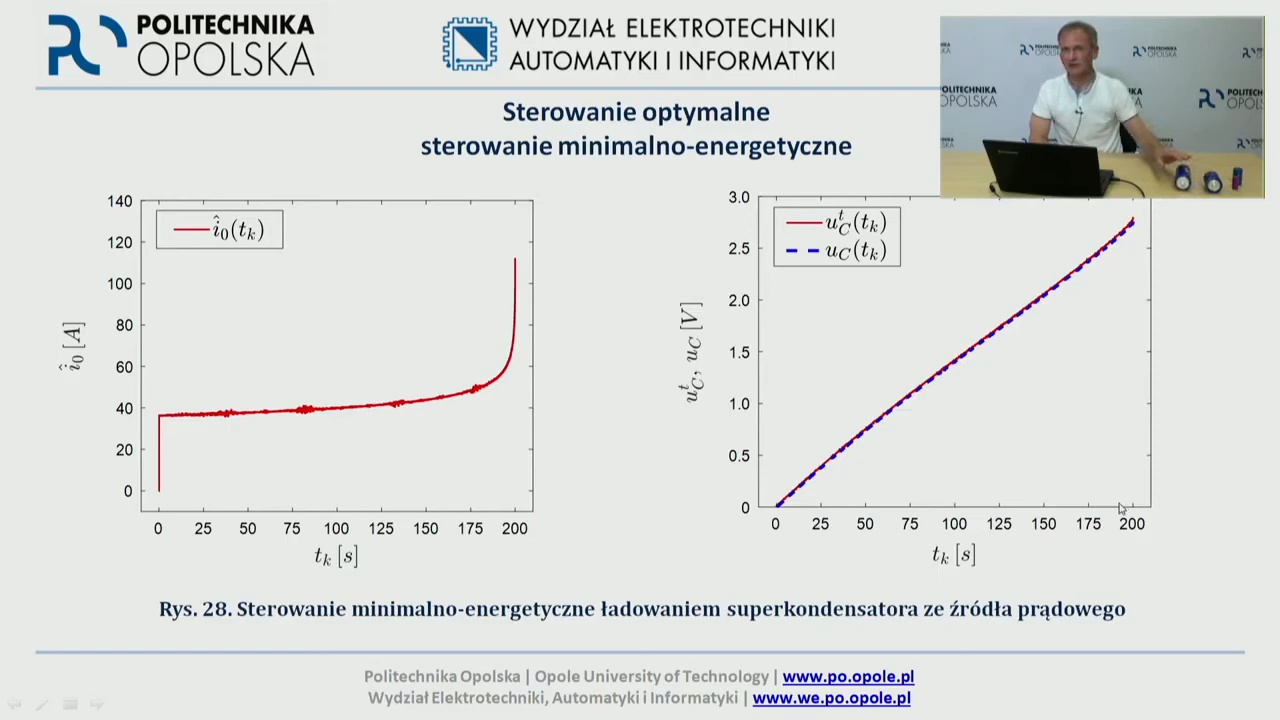 POLITECHNIKA
OPOLSKA
WYDZIAŁ ELEKTROTECHNIKI
AUTOMATYKI I INFORMATYKI
Sterowanie optymalne
sterowanie minimalno-energetyczne
POLITECHNIKA
POLITECH
OPOL
140
120
100
80
60
40
20
0
î₀(tₖ)
î₀ [A]
0 25 50 75 100 125 150 175 200
tₖ [s]
3.0
2.5
2.0
1.5
1.0
0.5
0
uᵗ_C(tₖ)
u_C(tₖ)
uᵗ_C, u_C [V]
0 25 50 75 100 125 150 175 200
tₖ [s]
Rys. 28. Sterowanie minimalno-energetyczne ładowaniem superkondensatora ze źródła prądowego
Politechnika Opolska | Opole University of Technology | www.po.opole.pl
Wydział Elektrotechniki, Automatyki i Informatyki | www.we.po.opole.pl